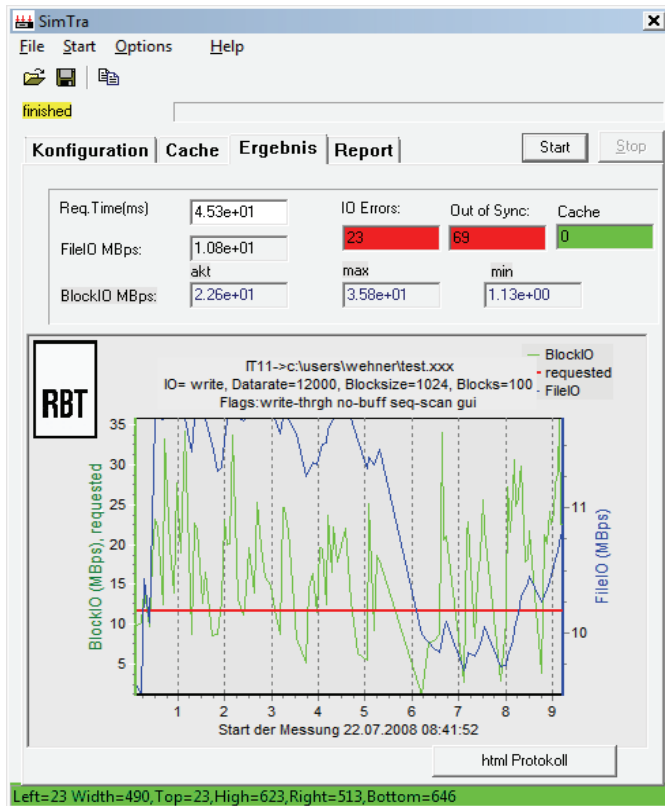 SimTra
File Start Options Help
finished
Konfiguration Cache Ergebnis Report Start Stop
Req.Time(ms) 4.53e+01 IO Errors: 23 Out of Sync: 69 Cache 0
FileIO MBps: 1.08e+01
akt max min
BlockIO MBps: 2.26e+01 3.58e+01 1.13e+00
RBT
IT11->c:\users\wehner\test.xxx
IO= write, Datarate=12000, Blocksize=1024, Blocks=100
Flags:write-thrgh no-buff seq-scan gui
BlockIO
requested
FileIO
BlockIO (MBps), requested
35
30
25
20
15
10
5
11
10
FileIO (MBps)
1 2 3 4 5 6 7 8 9
Start der Messung 22.07.2008 08:41:52
html Protokoll
Left=23 Width=490,Top=23,High=623,Right=513,Bottom=646